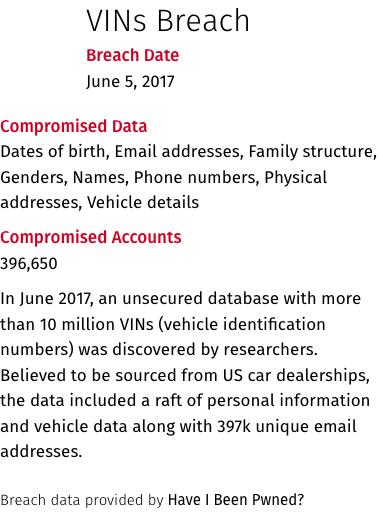 VINs Breach
Breach Date
June 5, 2017
Compromised Data
Dates of birth, Email addresses, Family structure,
Genders, Names, Phone numbers, Physical
addresses, Vehicle details
Compromised Accounts
396,650
In June 2017, an unsecured database with more
than 10 million VINs (vehicle identification
numbers) was discovered by researchers.
Believed to be sourced from US car dealerships,
the data included a raft of personal information
and vehicle data along with 397k unique email
addresses.
Breach data provided by Have I Been Pwned?